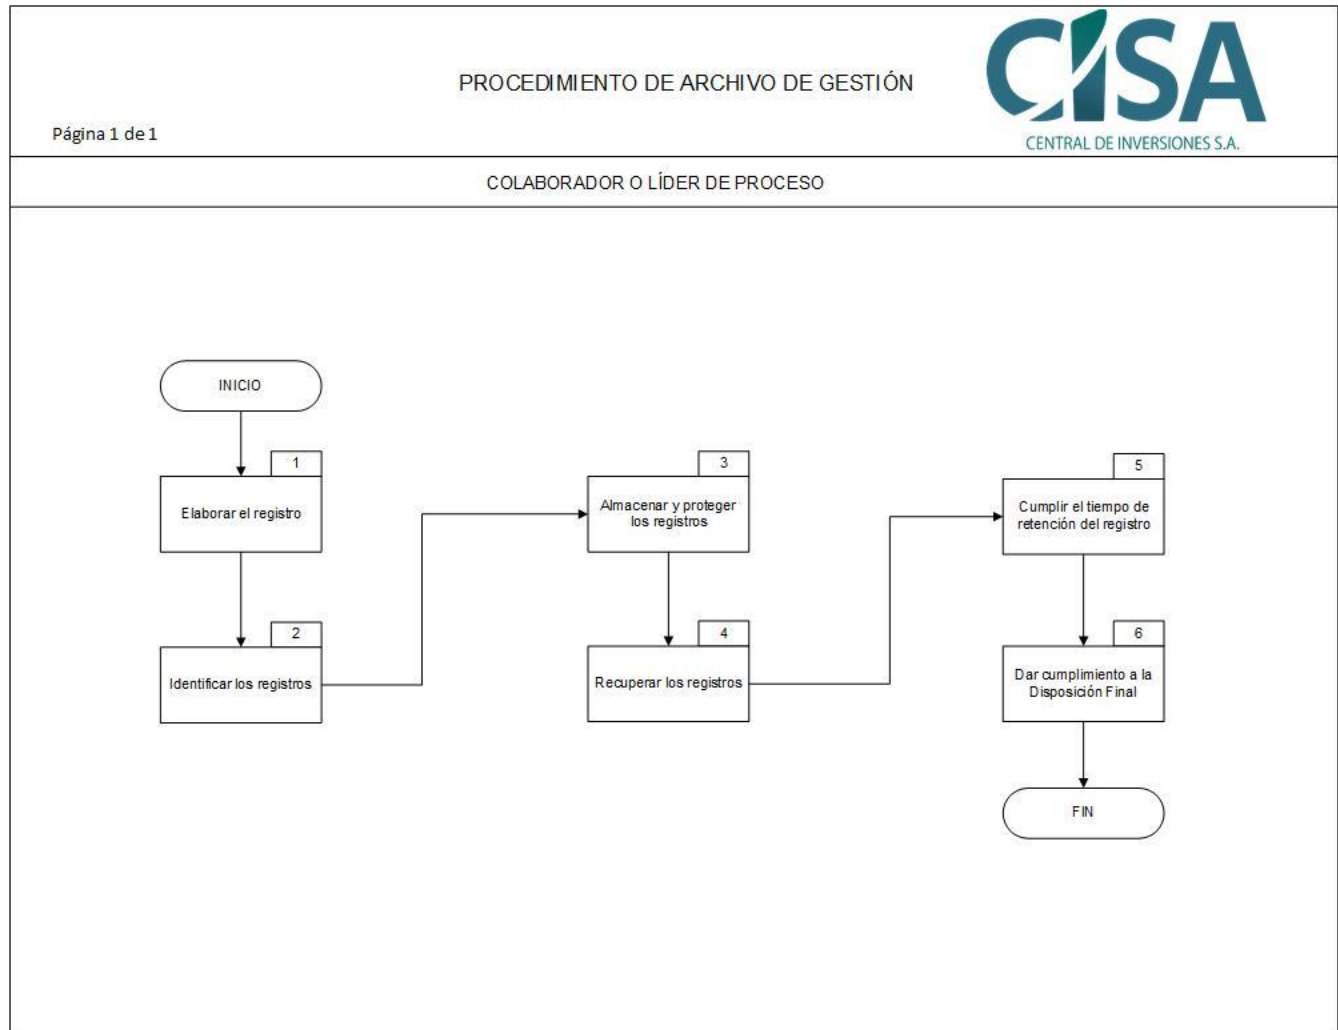 PROCEDIMIENTO DE ARCHIVO DE GESTIÓN
CISA
CENTRAL DE INVERSIONES S.A.
Página 1 de 1
COLABORADOR O LÍDER DE PROCESO
INICIO
1
Elaborar el registro
2
Identificar los registros
3
Almacenar y proteger
los registros
4
Recuperar los registros
5
Cumplir el tiempo de
retención del registro
6
Dar cumplimiento a la
Disposición Final
FIN